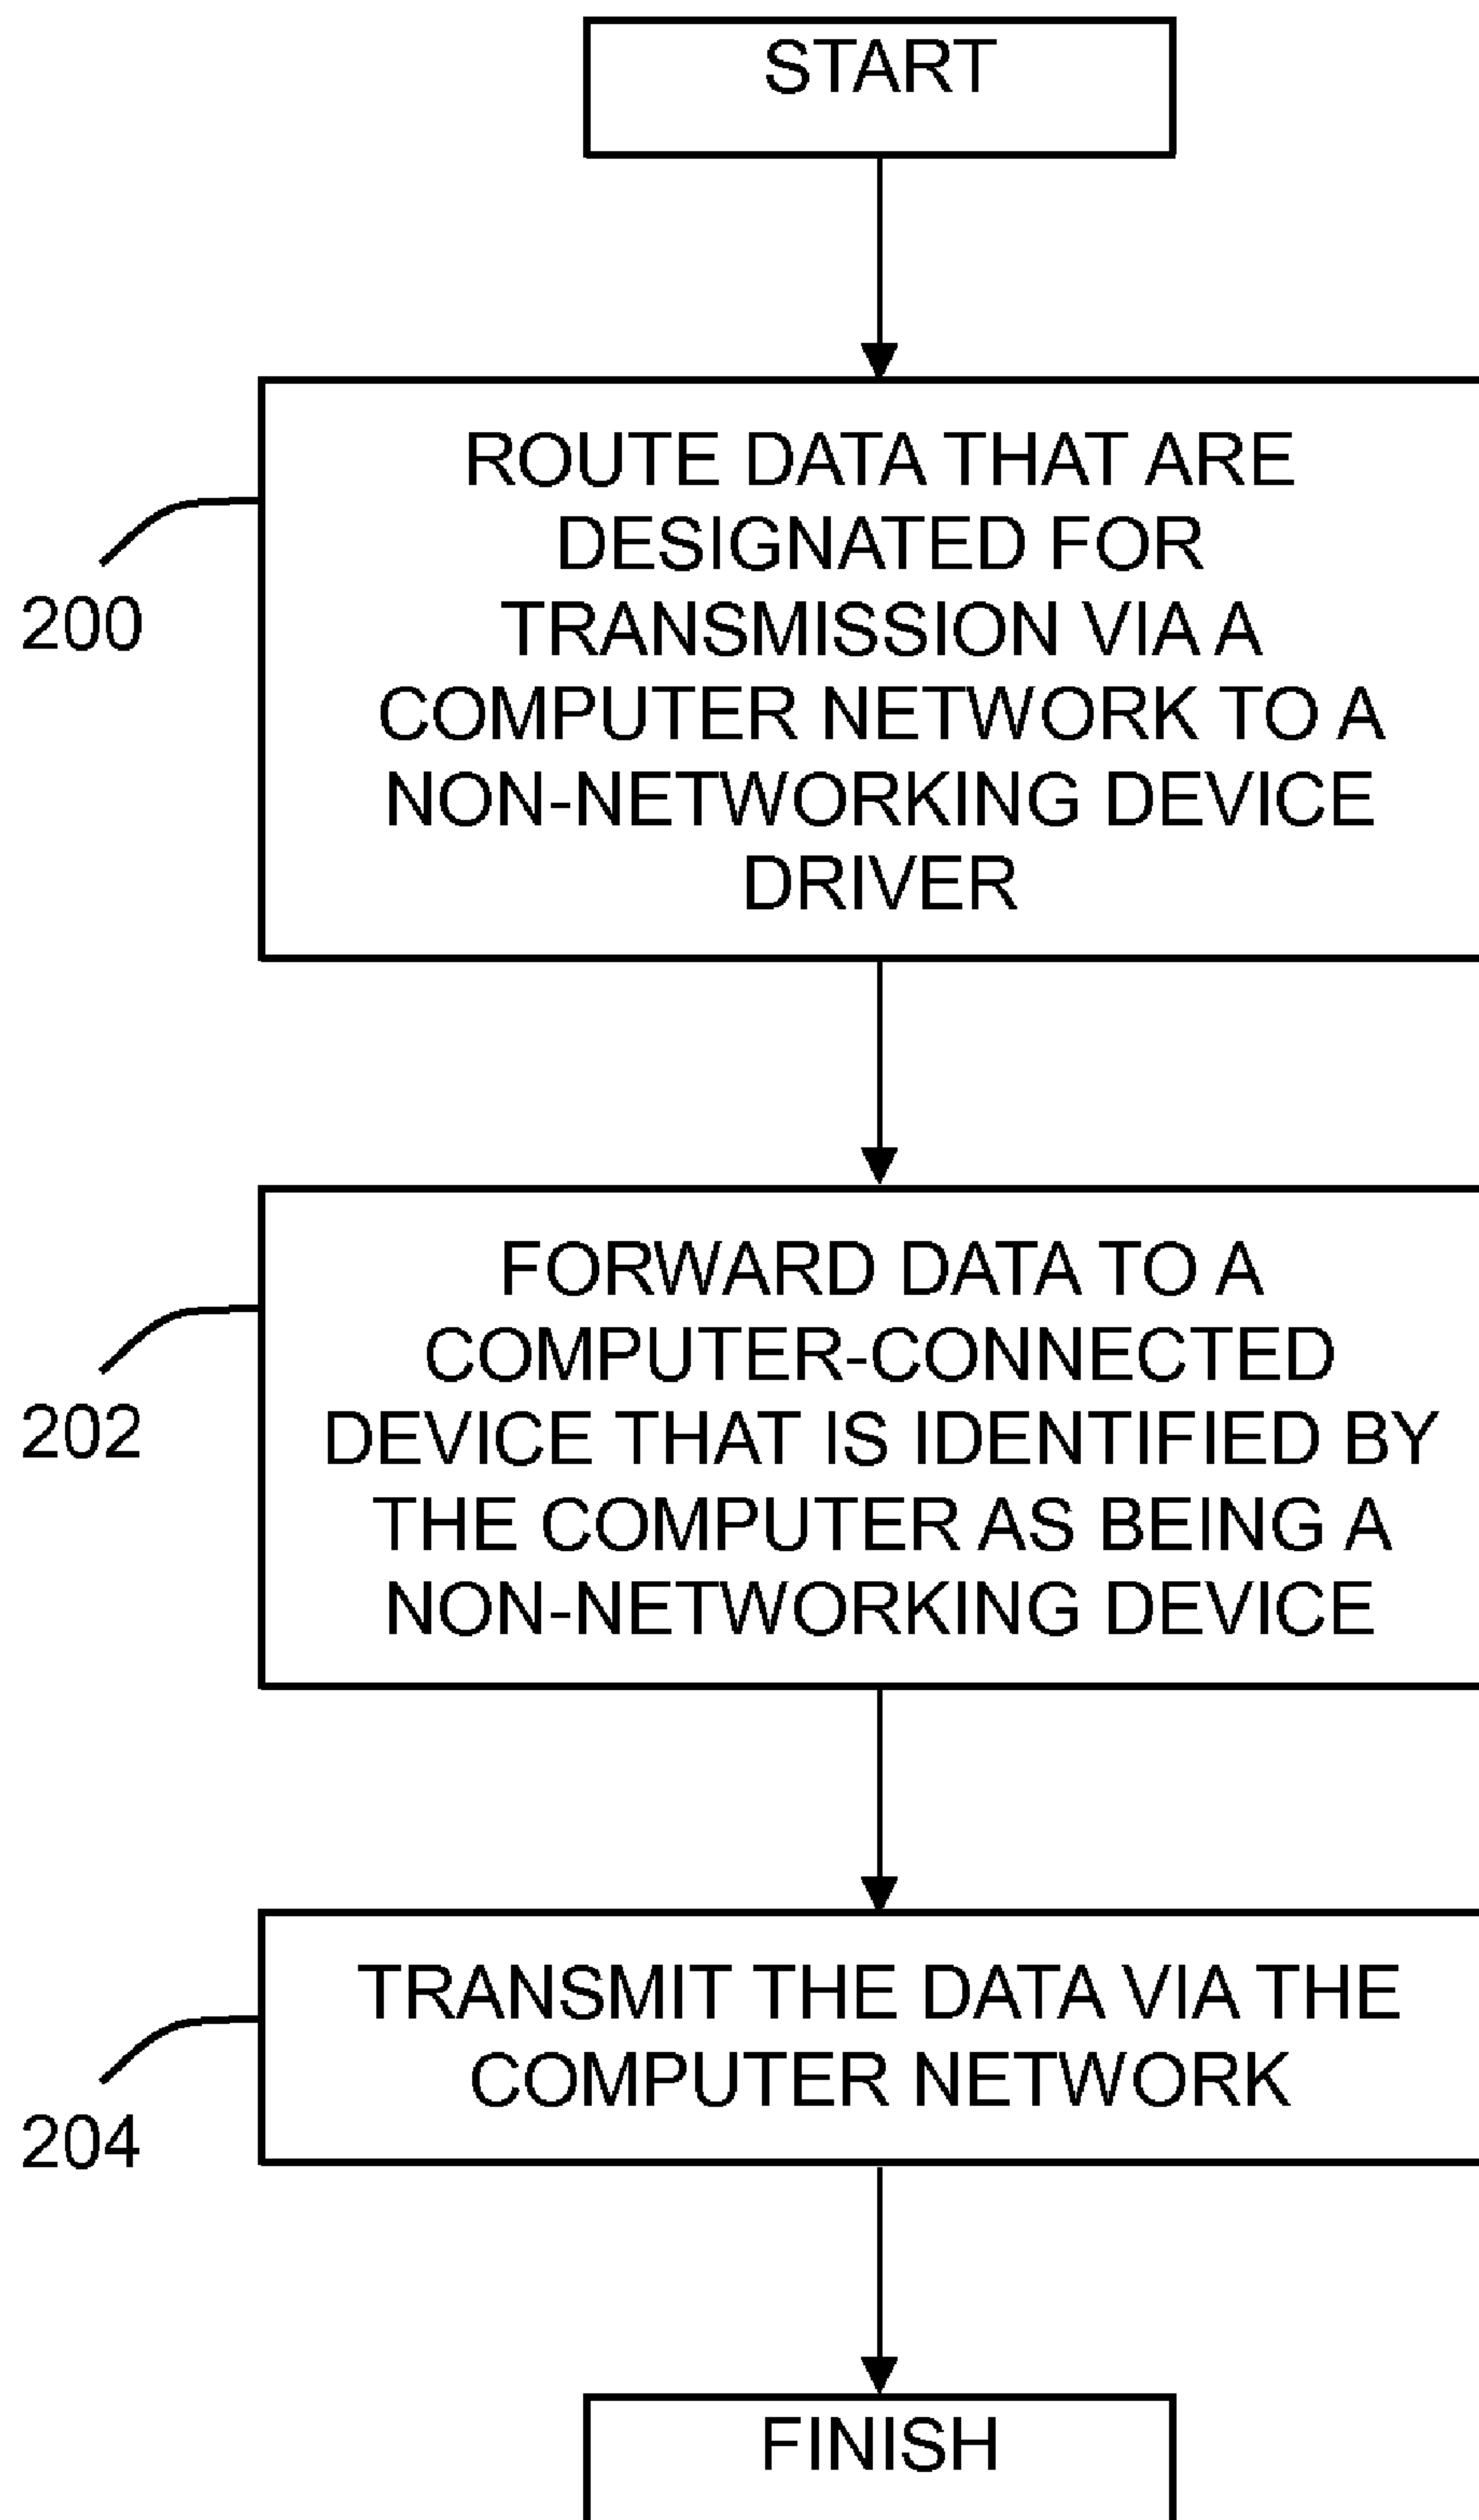 START
ROUTE DATA THAT ARE
DESIGNATED FOR
TRANSMISSION VIA A
COMPUTER NETWORK TO A
NON-NETWORKING DEVICE
DRIVER
200
FORWARD DATA TO A
COMPUTER-CONNECTED
DEVICE THAT IS IDENTIFIED BY
THE COMPUTER AS BEING A
NON-NETWORKING DEVICE
202
TRANSMIT THE DATA VIA THE
COMPUTER NETWORK
204
FINISH